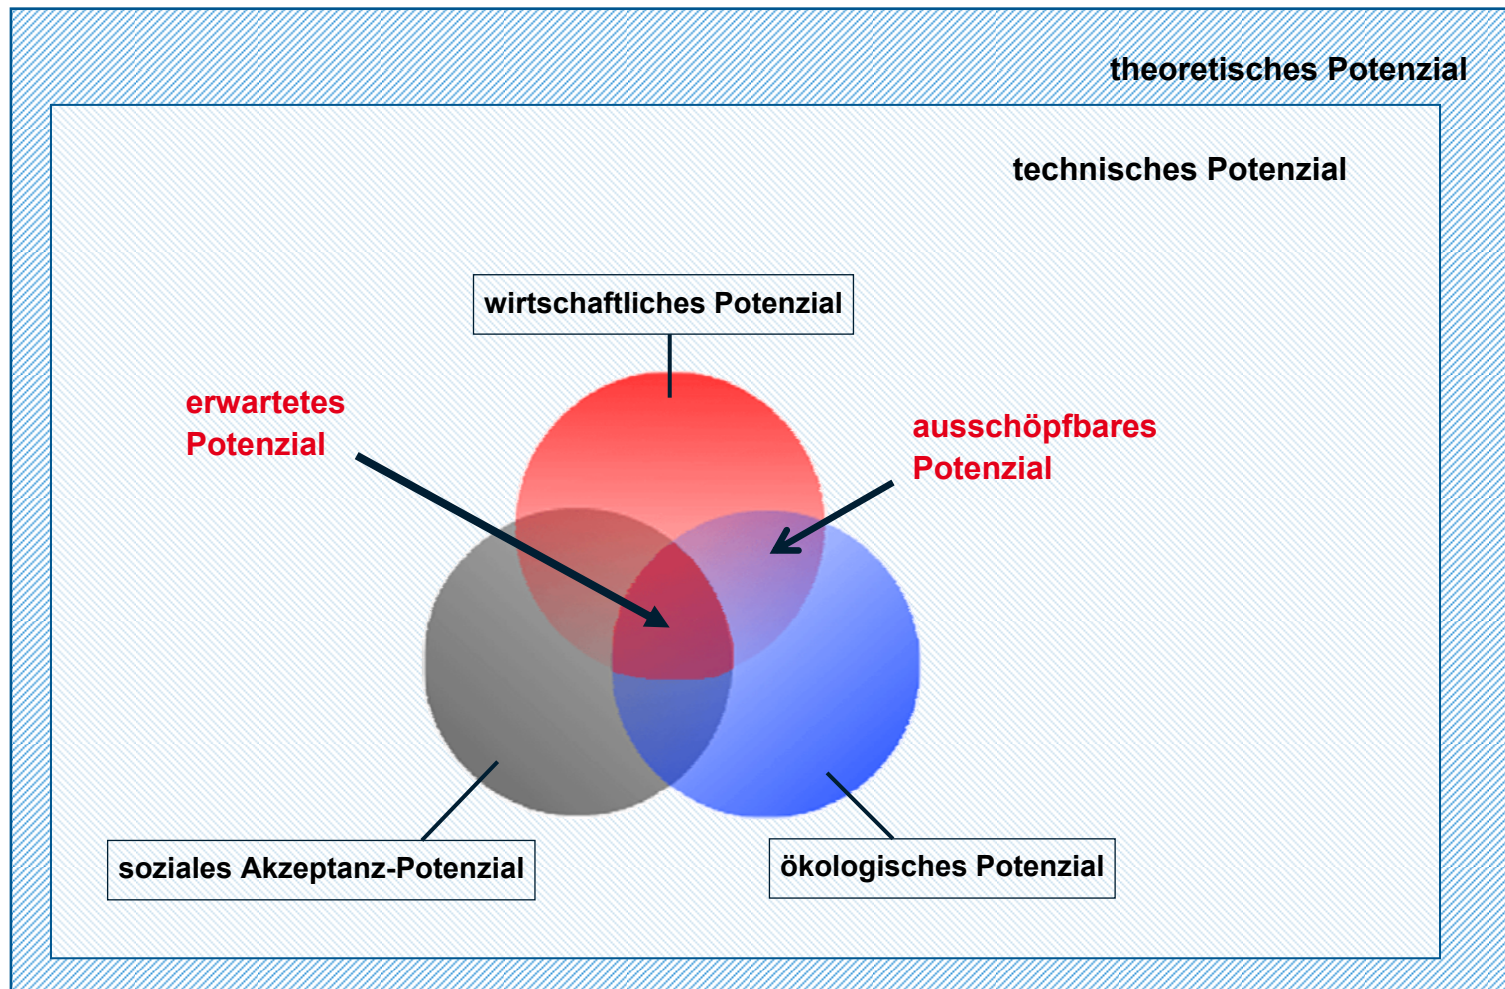 theoretisches Potenzial
technisches Potenzial
wirtschaftliches Potenzial
erwartetes
Potenzial
ausschöpfbares
Potenzial
soziales Akzeptanz-Potenzial
ökologisches Potenzial